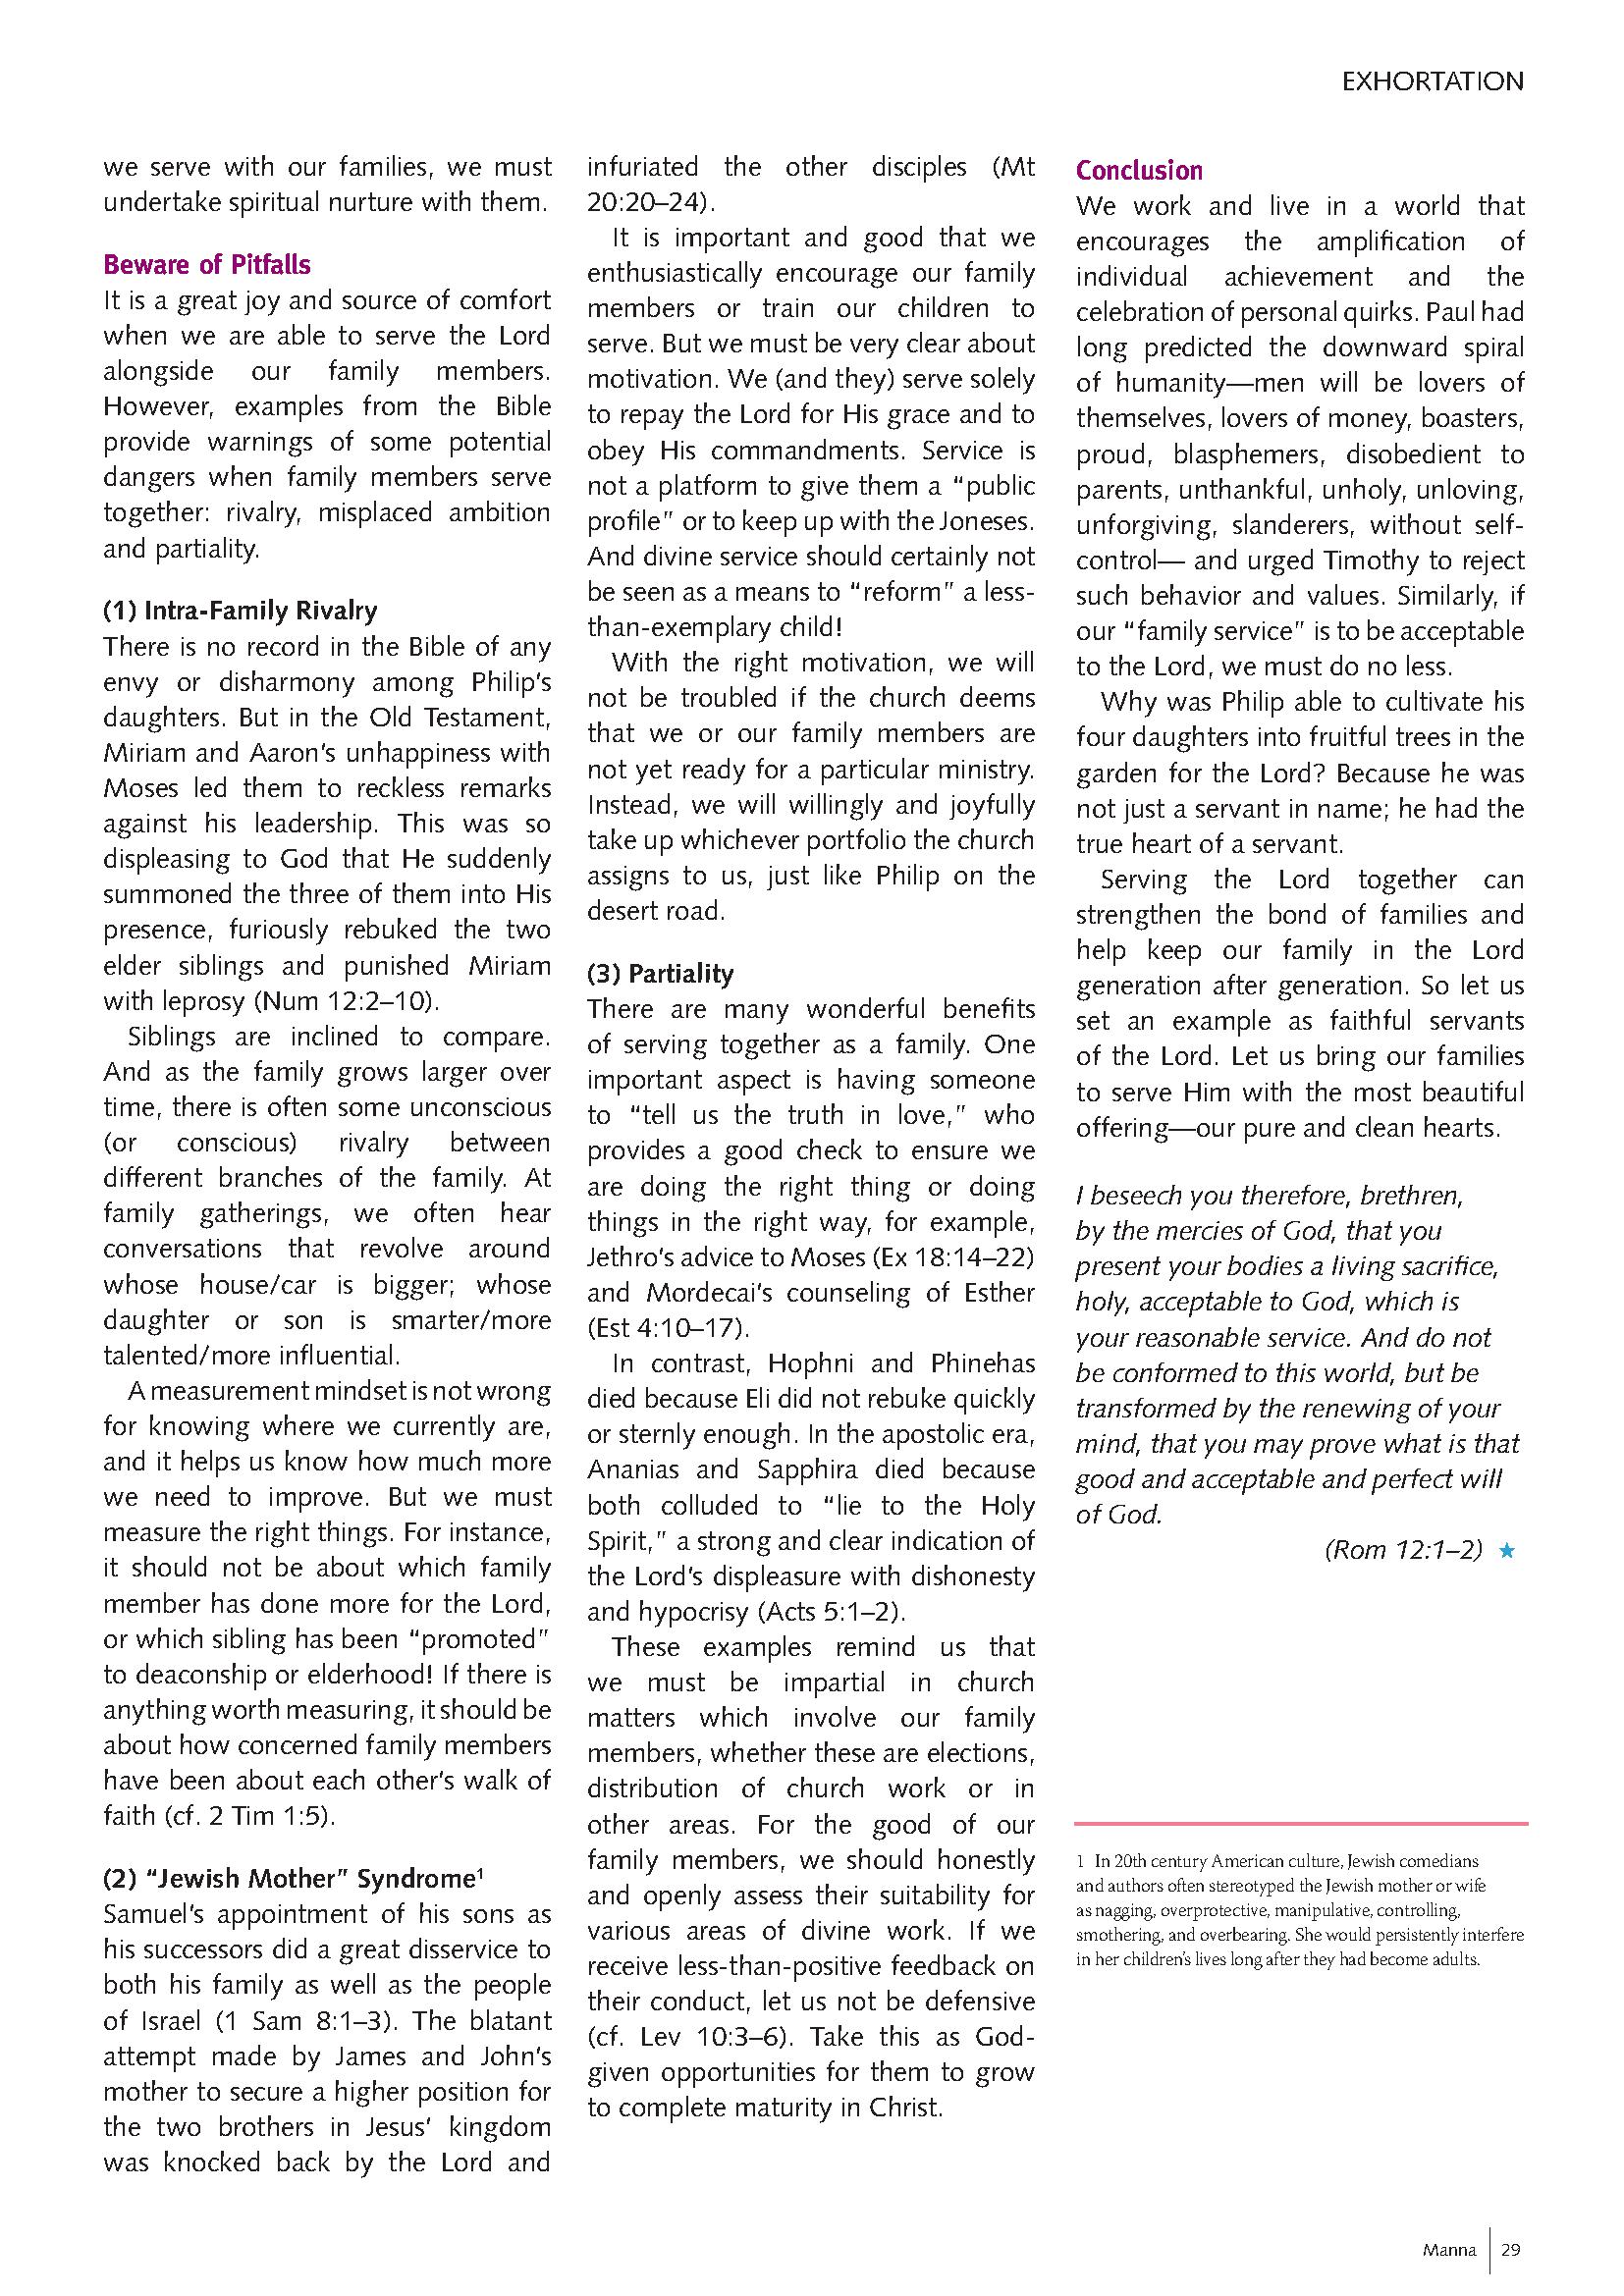 EXHORTATION
we serve with our families, we must
undertake spiritual nurture with them.
Beware of Pitfalls
It is a great joy and source of comfort
when we are able to serve the Lord
alongside our family members.
However, examples from the Bible
provide warnings of some potential
dangers when family members serve
together: rivalry, misplaced ambition
and partiality.
(1) Intra-Family Rivalry
There is no record in the Bible of any
envy or disharmony among Philip’s
daughters. But in the Old Testament,
Miriam and Aaron’s unhappiness with
Moses led them to reckless remarks
against his leadership. This was so
displeasing to God that He suddenly
summoned the three of them into His
presence, furiously rebuked the two
elder siblings and punished Miriam
with leprosy (Num 12:2–10).
Siblings are inclined to compare.
And as the family grows larger over
time, there is often some unconscious
(or conscious) rivalry between
different branches of the family. At
family gatherings, we often hear
conversations that revolve around
whose house/car is bigger; whose
daughter or son is smarter/more
talented/more influential.
A measurement mindset is not wrong
for knowing where we currently are,
and it helps us know how much more
we need to improve. But we must
measure the right things. For instance,
it should not be about which family
member has done more for the Lord,
or which sibling has been “promoted”
to deaconship or elderhood! If there is
anything worth measuring, it should be
about how concerned family members
have been about each other’s walk of
faith (cf. 2 Tim 1:5).
(2) “Jewish Mother” Syndrome¹
Samuel’s appointment of his sons as
his successors did a great disservice to
both his family as well as the people
of Israel (1 Sam 8:1–3). The blatant
attempt made by James and John’s
mother to secure a higher position for
the two brothers in Jesus’ kingdom
was knocked back by the Lord and
infuriated the other disciples (Mt
20:20–24).
It is important and good that we
enthusiastically encourage our family
members or train our children to
serve. But we must be very clear about
motivation. We (and they) serve solely
to repay the Lord for His grace and to
obey His commandments. Service is
not a platform to give them a “public
profile” or to keep up with the Joneses.
And divine service should certainly not
be seen as a means to “reform” a less-
than-exemplary child!
With the right motivation, we will
not be troubled if the church deems
that we or our family members are
not yet ready for a particular ministry.
Instead, we will willingly and joyfully
take up whichever portfolio the church
assigns to us, just like Philip on the
desert road.
(3) Partiality
There are many wonderful benefits
of serving together as a family. One
important aspect is having someone
to “tell us the truth in love,” who
provides a good check to ensure we
are doing the right thing or doing
things in the right way, for example,
Jethro’s advice to Moses (Ex 18:14–22)
and Mordecai’s counseling of Esther
(Est 4:10–17).
In contrast, Hophni and Phinehas
died because Eli did not rebuke quickly
or sternly enough. In the apostolic era,
Ananias and Sapphira died because
both colluded to “lie to the Holy
Spirit,” a strong and clear indication of
the Lord’s displeasure with dishonesty
and hypocrisy (Acts 5:1–2).
These examples remind us that
we must be impartial in church
matters which involve our family
members, whether these are elections,
distribution of church work or in
other areas. For the good of our
family members, we should honestly
and openly assess their suitability for
various areas of divine work. If we
receive less-than-positive feedback on
their conduct, let us not be defensive
(cf. Lev 10:3–6). Take this as God-
given opportunities for them to grow
to complete maturity in Christ.
Conclusion
We work and live in a world that
encourages the amplification of
individual achievement and the
celebration of personal quirks. Paul had
long predicted the downward spiral
of humanity—men will be lovers of
themselves, lovers of money, boasters,
proud, blasphemers, disobedient to
parents, unthankful, unholy, unloving,
unforgiving, slanderers, without self-
control— and urged Timothy to reject
such behavior and values. Similarly, if
our “family service” is to be acceptable
to the Lord, we must do no less.
Why was Philip able to cultivate his
four daughters into fruitful trees in the
garden for the Lord? Because he was
not just a servant in name; he had the
true heart of a servant.
Serving the Lord together can
strengthen the bond of families and
help keep our family in the Lord
generation after generation. So let us
set an example as faithful servants
of the Lord. Let us bring our families
to serve Him with the most beautiful
offering—our pure and clean hearts.
I beseech you therefore, brethren,
by the mercies of God, that you
present your bodies a living sacrifice,
holy, acceptable to God, which is
your reasonable service. And do not
be conformed to this world, but be
transformed by the renewing of your
mind, that you may prove what is that
good and acceptable and perfect will
of God.
(Rom 12:1–2) ★
1 In 20th century American culture, Jewish comedians
and authors often stereotyped the Jewish mother or wife
as nagging, overprotective, manipulative, controlling,
smothering, and overbearing. She would persistently interfere
in her children’s lives long after they had become adults.
Manna 29